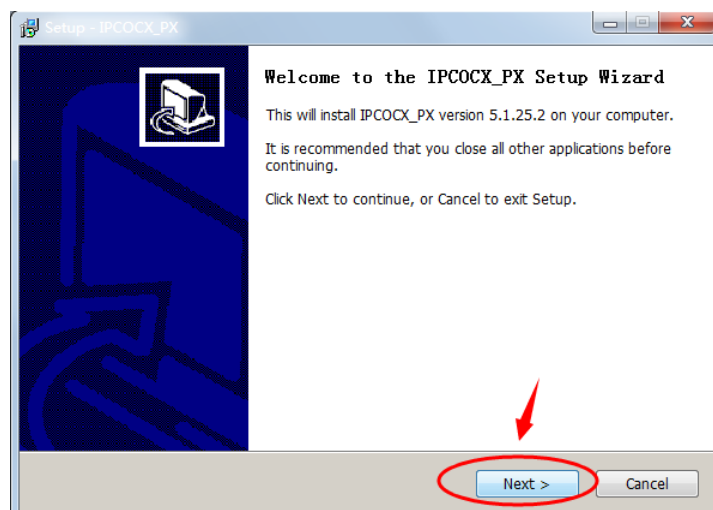 Setup - IPCOCX_PX
Welcome to the IPCOCX_PX Setup Wizard
This will install IPCOCX_PX version 5.1.25.2 on your computer.
It is recommended that you close all other applications before
continuing.
Click Next to continue, or Cancel to exit Setup.
Next >
Cancel